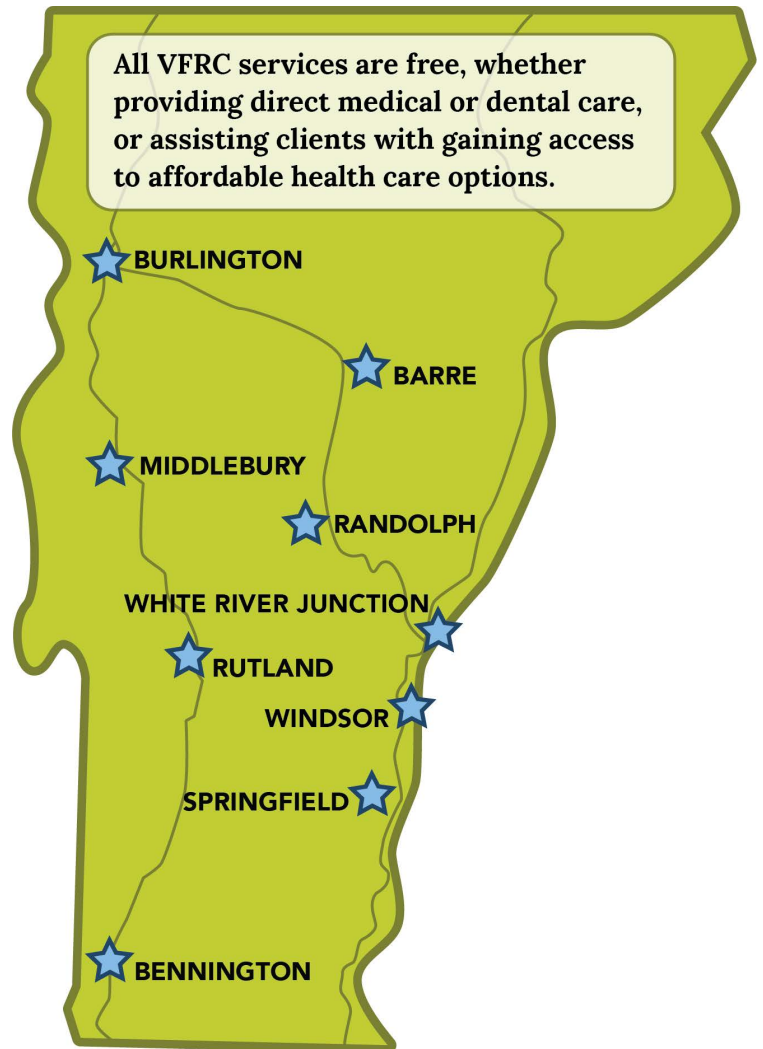 All VFRC services are free, whether
providing direct medical or dental care,
or assisting clients with gaining access
to affordable health care options.
BURLINGTON
BARRE
MIDDLEBURY
RANDOLPH
WHITE RIVER JUNCTION
RUTLAND
WINDSOR
SPRINGFIELD
BENNINGTON